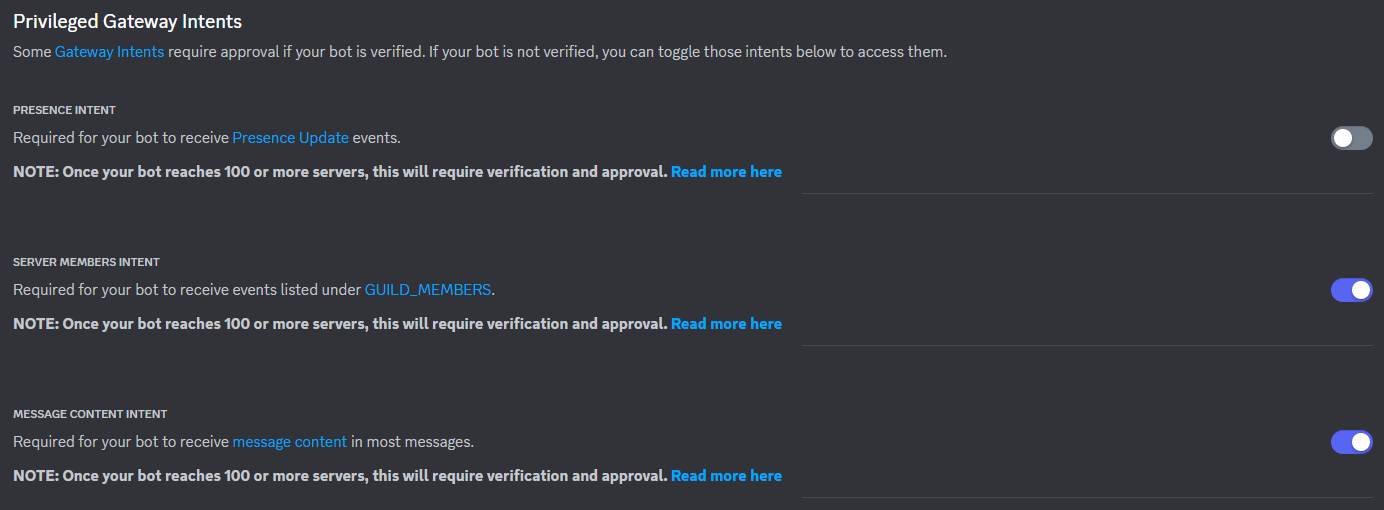 Privileged Gateway Intents
Some Gateway Intents require approval if your bot is verified. If your bot is not verified, you can toggle those intents below to access them.
PRESENCE INTENT
Required for your bot to receive Presence Update events.
NOTE: Once your bot reaches 100 or more servers, this will require verification and approval. Read more here
SERVER MEMBERS INTENT
Required for your bot to receive events listed under GUILD_MEMBERS.
NOTE: Once your bot reaches 100 or more servers, this will require verification and approval. Read more here
MESSAGE CONTENT INTENT
Required for your bot to receive message content in most messages.
NOTE: Once your bot reaches 100 or more servers, this will require verification and approval. Read more here